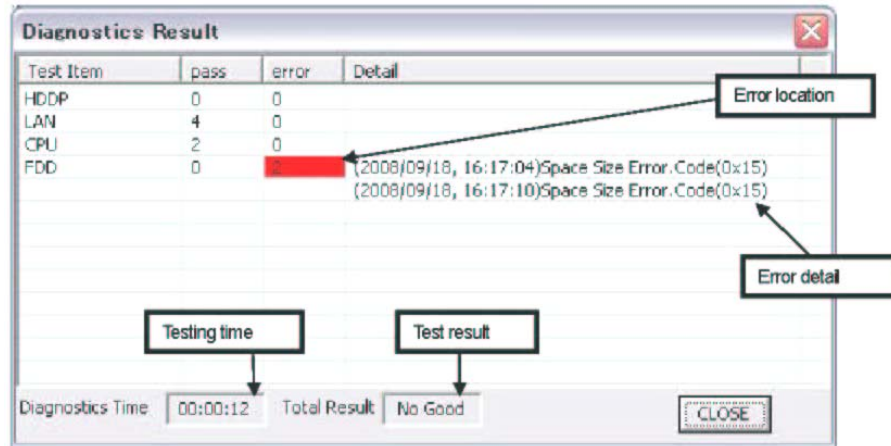 Diagnostics Result
Test Item pass error Detail
HDDP 0 0
LAN 4 0
CPU 2 0
FDD 0 2 (2008/09/18, 16:17:04)Space Size Error.Code(0x15)
(2008/09/18, 16:17:10)Space Size Error.Code(0x15)
Error location
Error detail
Testing time
Test result
Diagnostics Time 00:00:12 Total Result No Good CLOSE